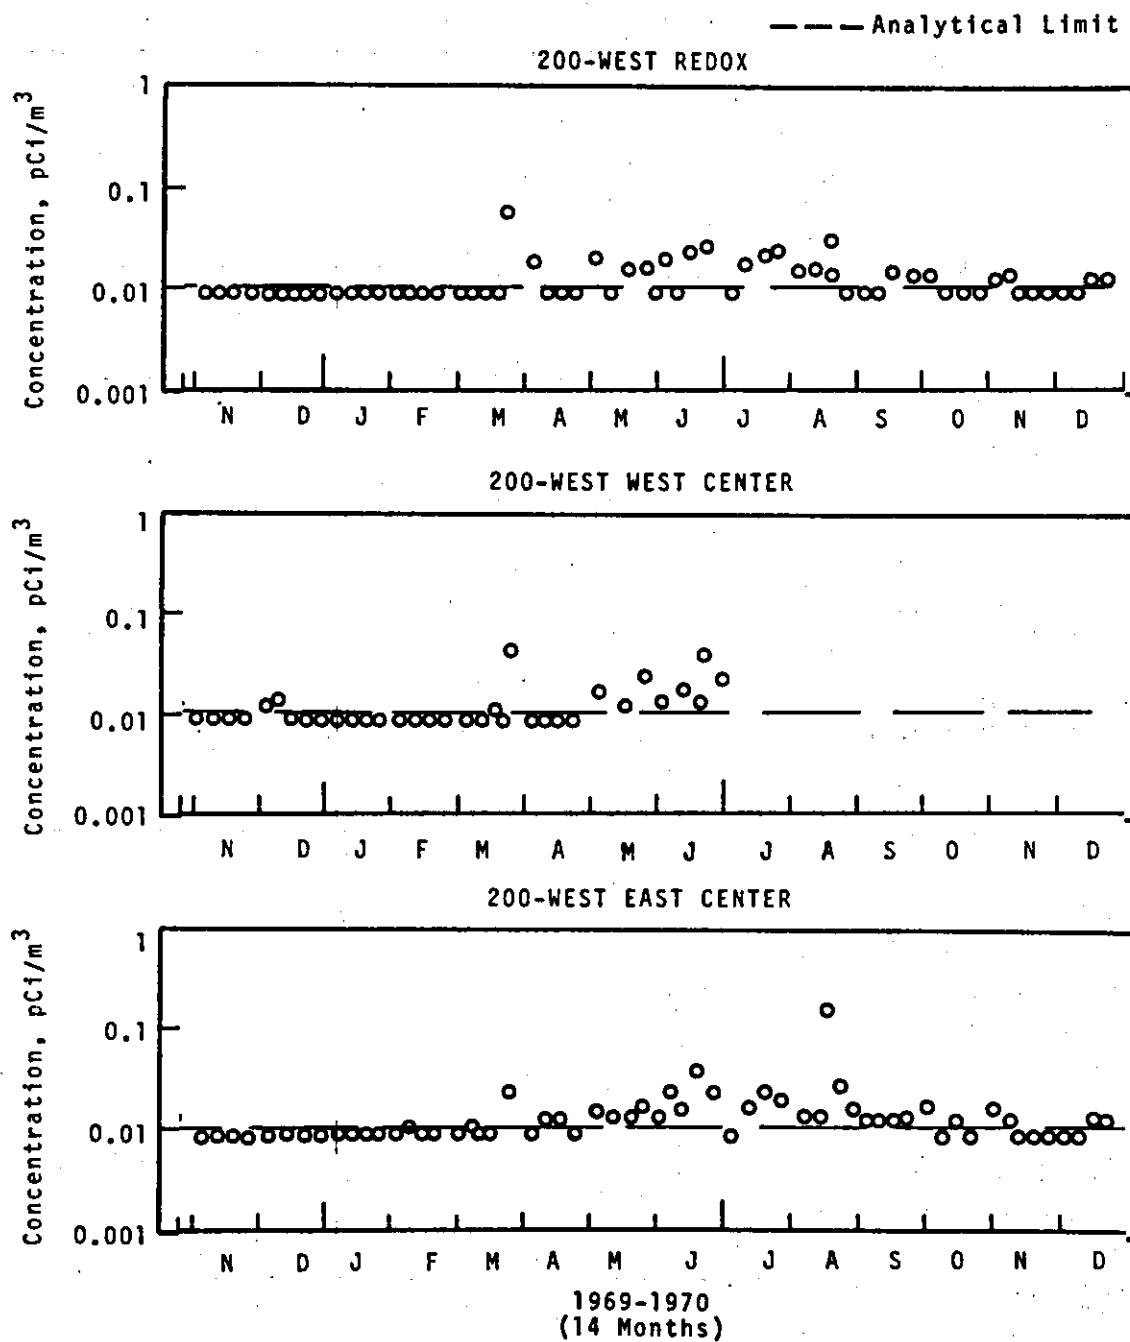 Analytical Limit
200-WEST REDOX
Concentration, pCi/m³
1
0.1
0.01
0.001
N D J F M A M J J A S O N D
200-WEST WEST CENTER
Concentration, pCi/m³
1
0.1
0.01
0.001
N D J F M A M J J A S O N D
200-WEST EAST CENTER
Concentration, pCi/m³
1
0.1
0.01
0.001
N D J F M A M J J A S O N D
1969-1970
(14 Months)